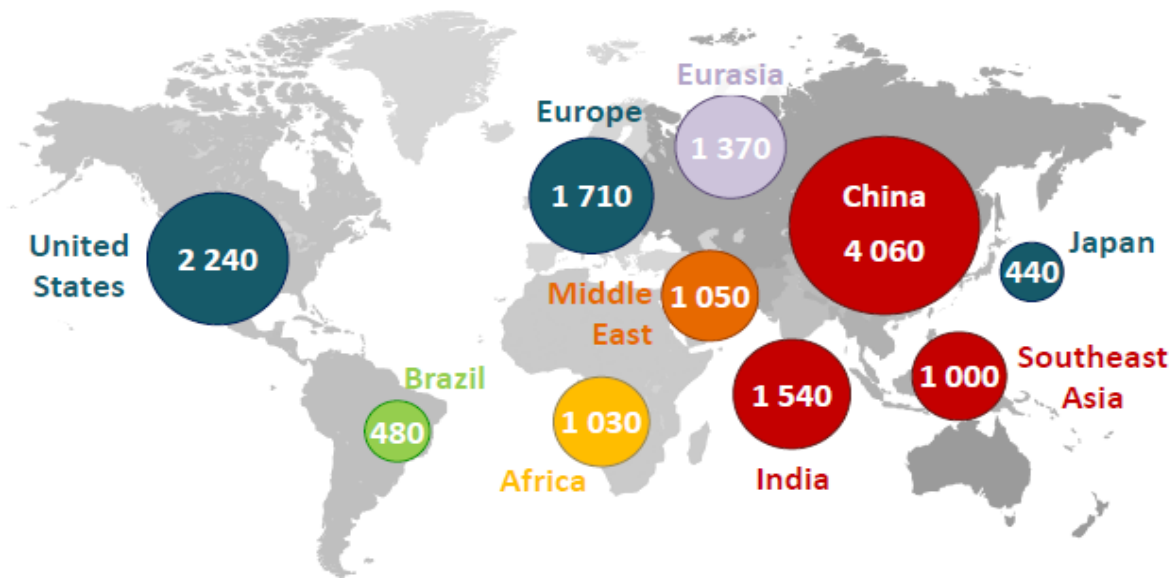 Eurasia
1 370
Europe
1 710
China
4 060
United
States
2 240
Japan
440
Middle
East
1 050
Brazil
480
Africa
1 030
India
1 540
Southeast
Asia
1 000